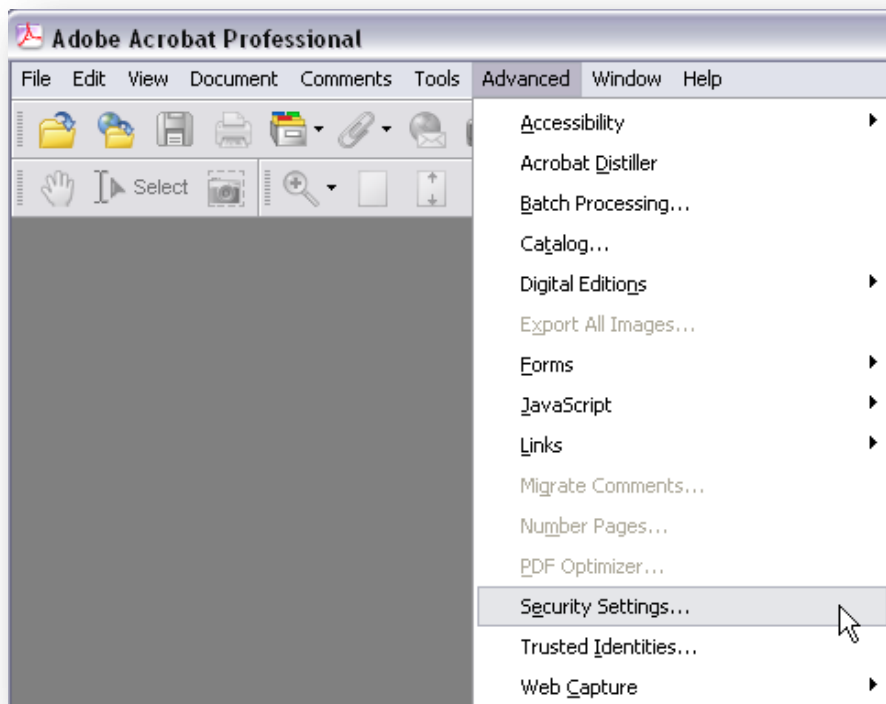 Adobe Acrobat Professional
File Edit View Document Comments Tools Advanced Window Help
Select
Accessibility
Acrobat Distiller
Batch Processing...
Catalog...
Digital Editions
Export All Images...
Forms
JavaScript
Links
Migrate Comments...
Number Pages...
PDF Optimizer...
Security Settings...
Trusted Identities...
Web Capture